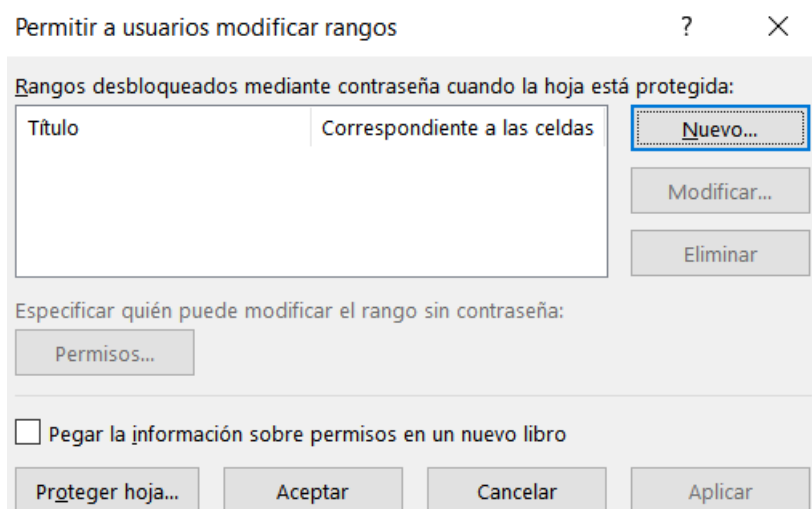 Permitir a usuarios modificar rangos ?
Rangos desbloqueados mediante contraseña cuando la hoja está protegida:
Título Correspondiente a las celdas
Nuevo...
Modificar...
Eliminar
Especificar quién puede modificar el rango sin contraseña:
Permisos...
Pegar la información sobre permisos en un nuevo libro
Proteger hoja... Aceptar Cancelar Aplicar